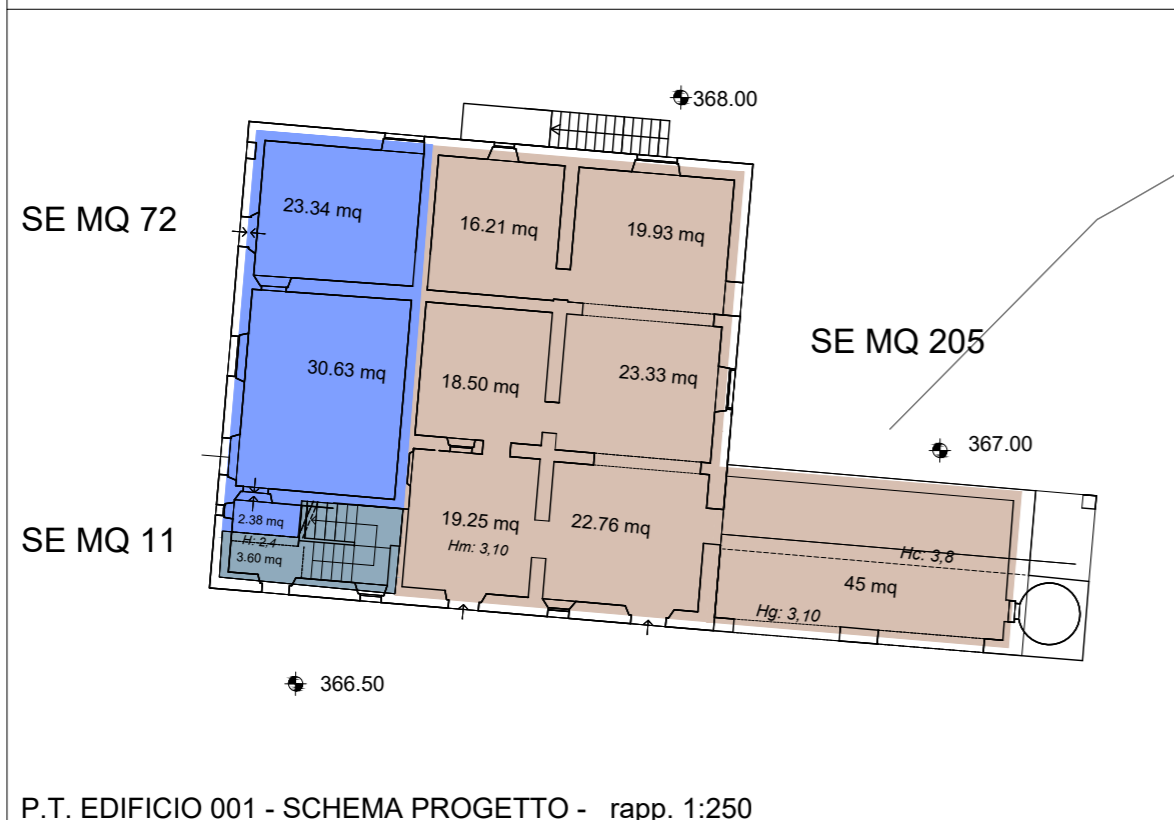 368.00
SE MQ 72
23.34 mq
16.21 mq
19.93 mq
SE MQ 205
30.63 mq
18.50 mq
23.33 mq
367.00
SE MQ 11
2.38 mq
H: 2,4
3.60 mq
19.25 mq
Hm: 3,10
22.76 mq
Hc: 3,8
45 mq
Hg: 3,10
366.50
P.T. EDIFICIO 001 - SCHEMA PROGETTO - rapp. 1:250